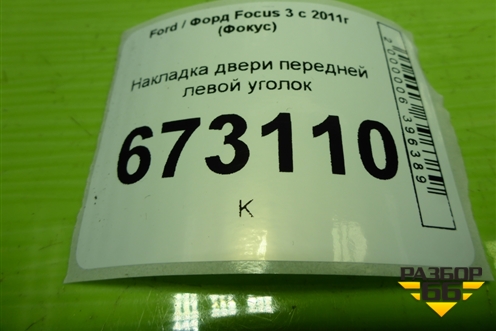 Ford / Форд Focus 3 с 2011г
(Фокус)
Накладка двери передней
левой уголок
673110
К
2000006396389
РАЗБОР
66